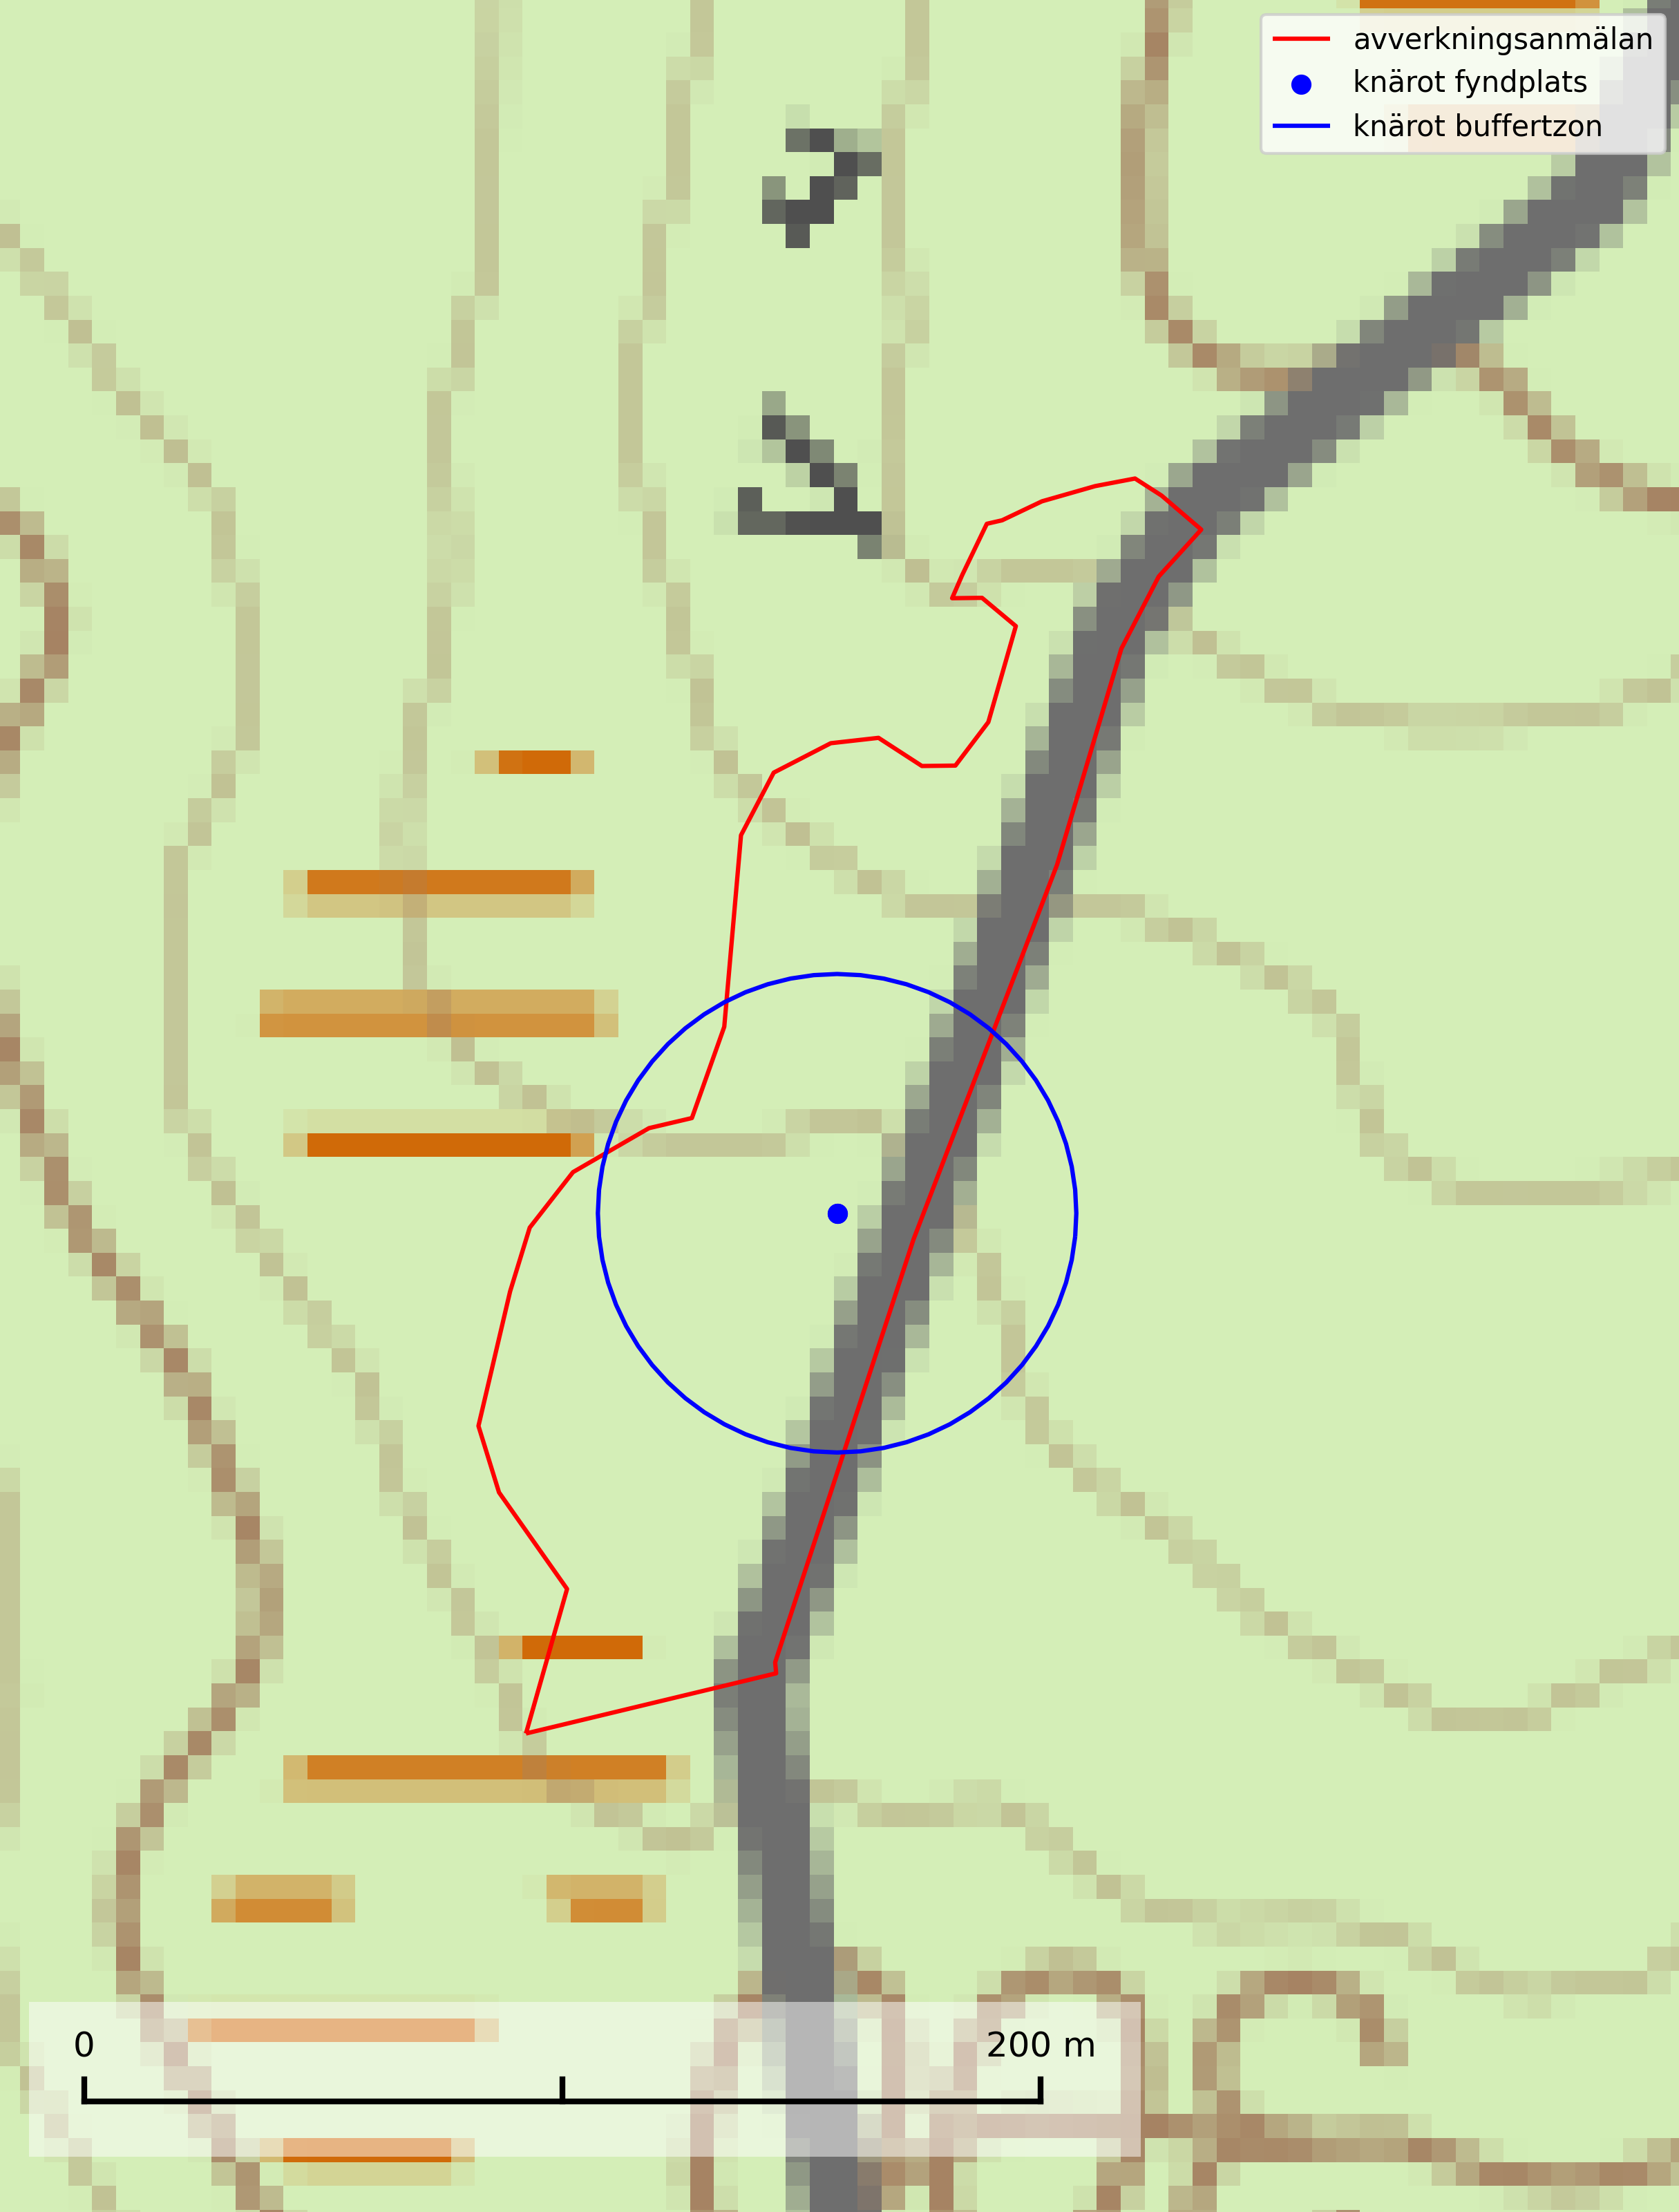 avverkningsanmälan
knärot fyndplats
knärot buffertzon
0
200 m